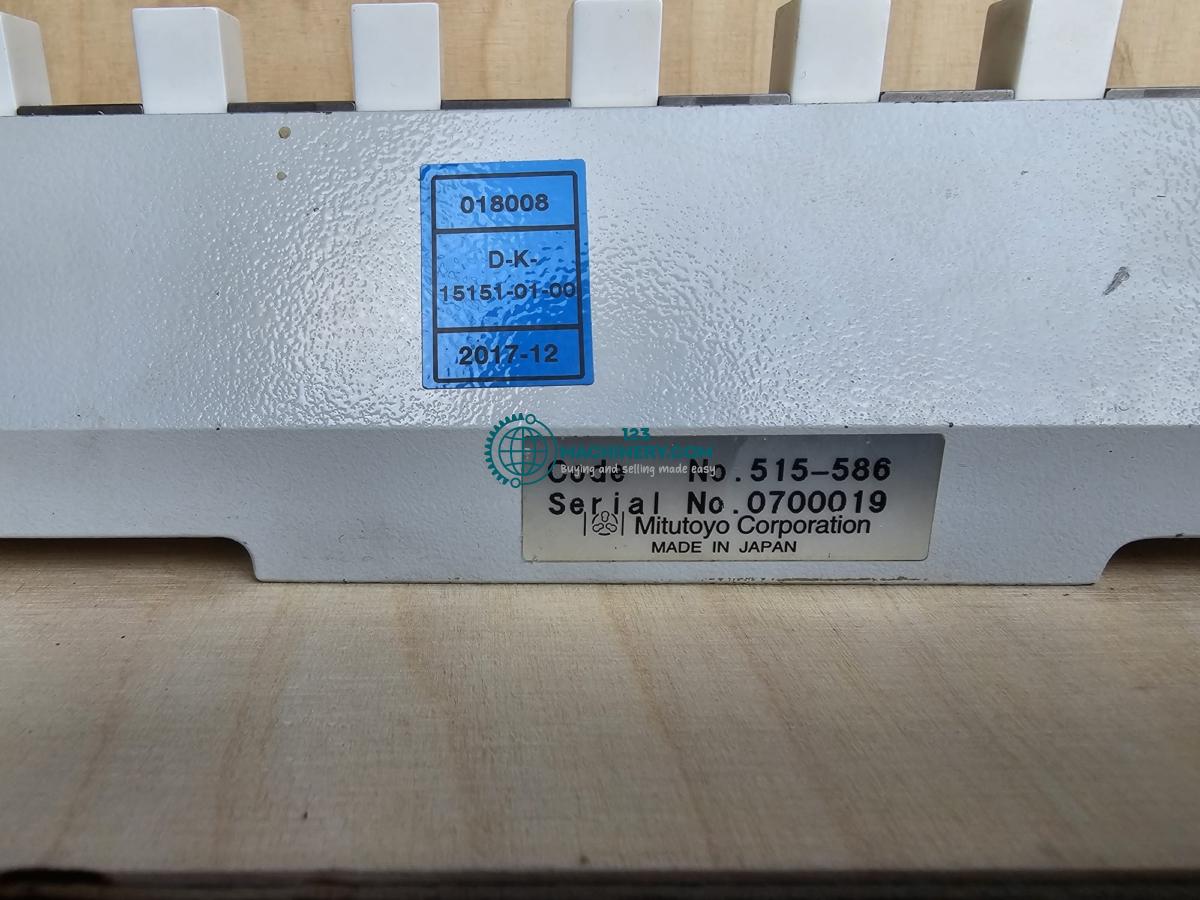 018008
D-K-
15151-01-00
2017-12
123
MACHINERY.COM
Buying and selling made easy
Code No.515-586
Serial No.0700019
Mitutoyo Corporation
MADE IN JAPAN